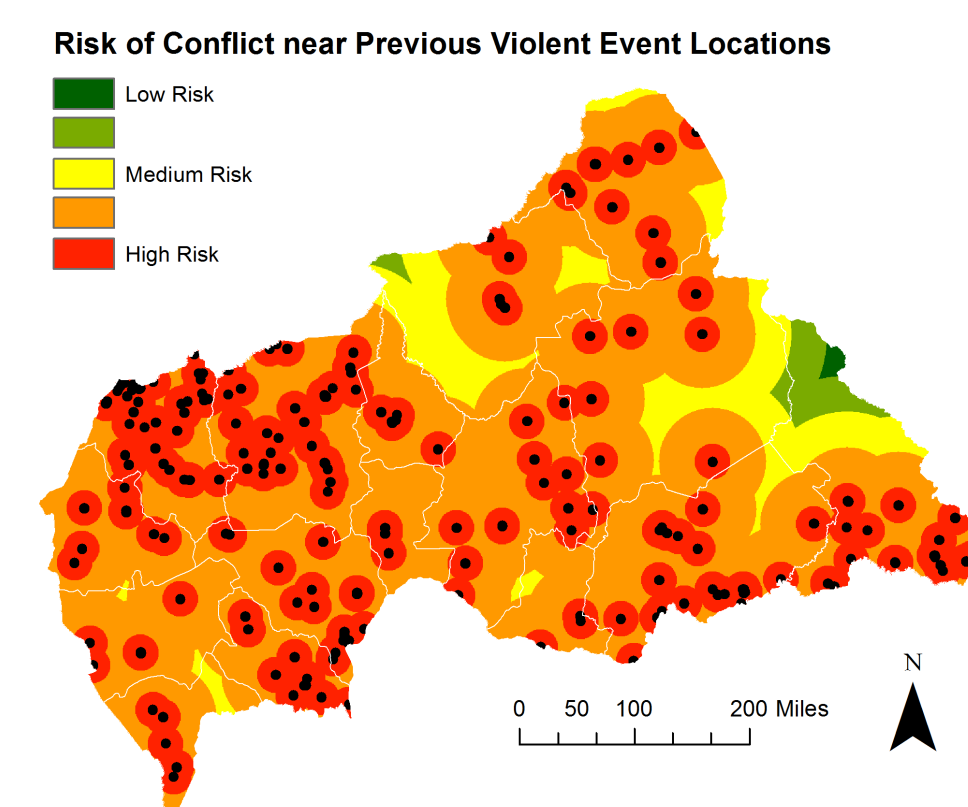 Risk of Conflict near Previous Violent Event Locations
Low Risk
Medium Risk
High Risk
N
0 50 100 200 Miles